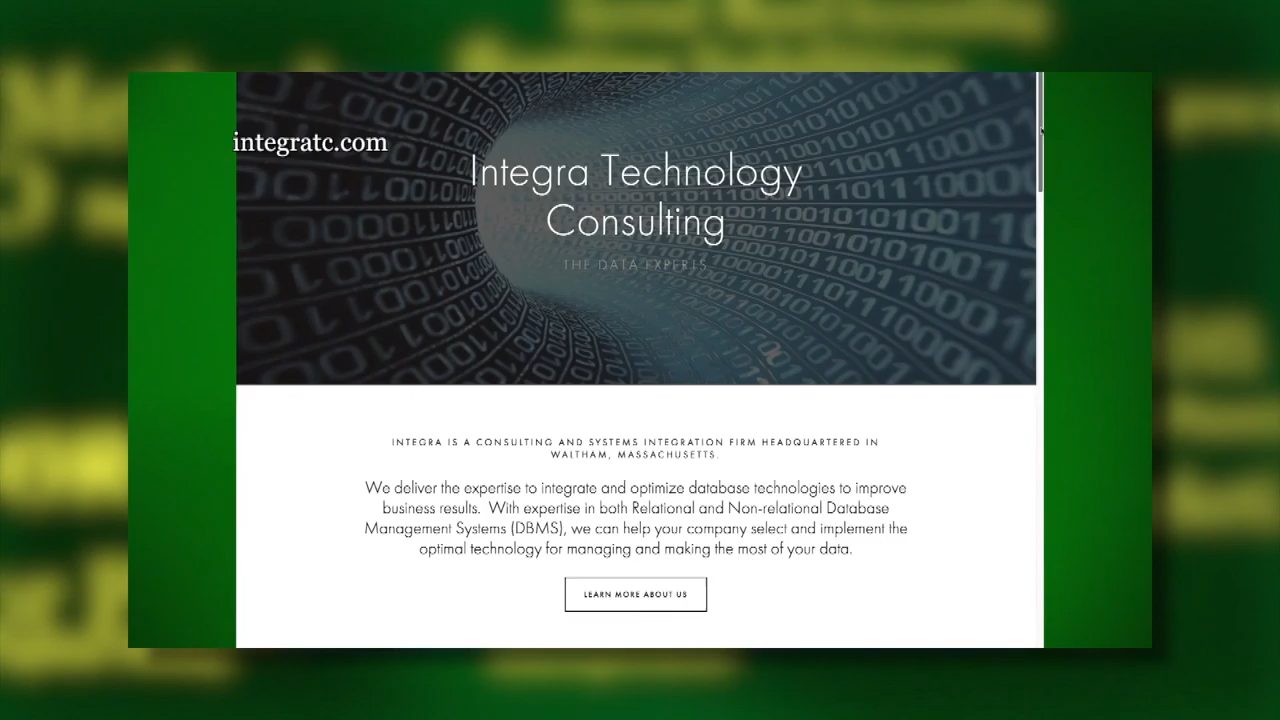 integratc.com
Integra Technology
Consulting
THE DATA EXPERTS
INTEGRA IS A CONSULTING AND SYSTEMS INTEGRATION FIRM HEADQUARTERED IN
WALTHAM, MASSACHUSETTS.
We deliver the expertise to integrate and optimize database technologies to improve
business results. With expertise in both Relational and Non-relational Database
Management Systems (DBMS), we can help your company select and implement the
optimal technology for managing and making the most of your data.
LEARN MORE ABOUT US